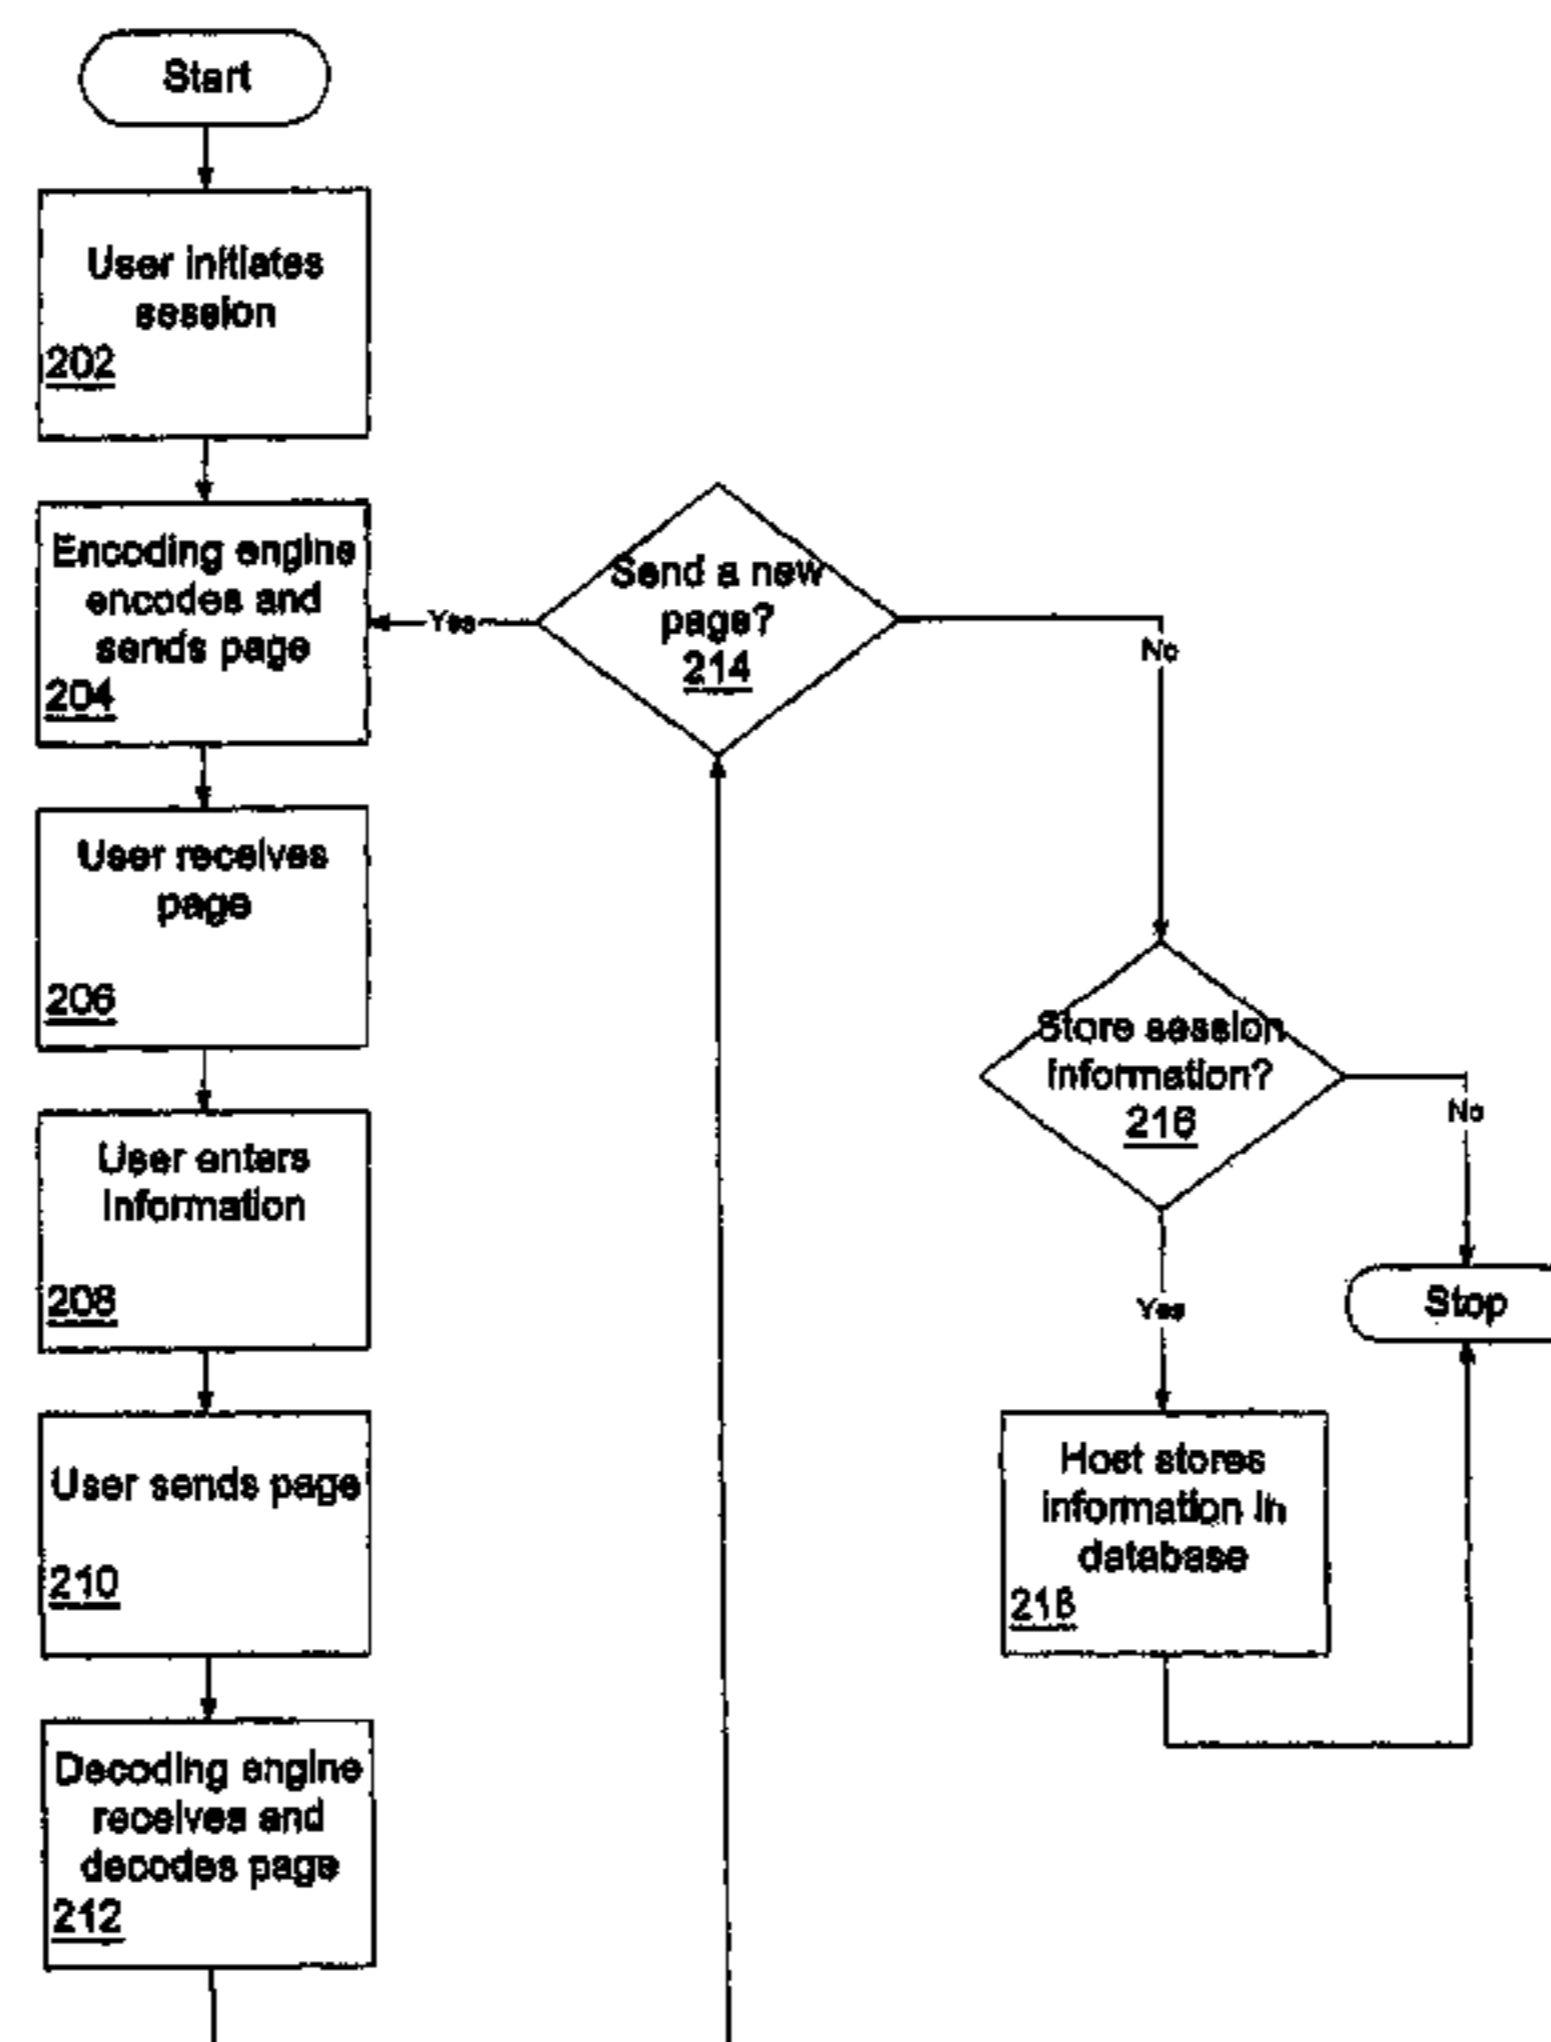 Start
User initiates
session
202
Encoding engine
encodes and
sends page
204
User receives
page
206
User enters
information
208
User sends page
210
Decoding engine
receives and
decodes page
212
Yes
Send a new
page?
214
No
Store session
information?
216
No
Yes
Stop
Host stores
information in
database
218